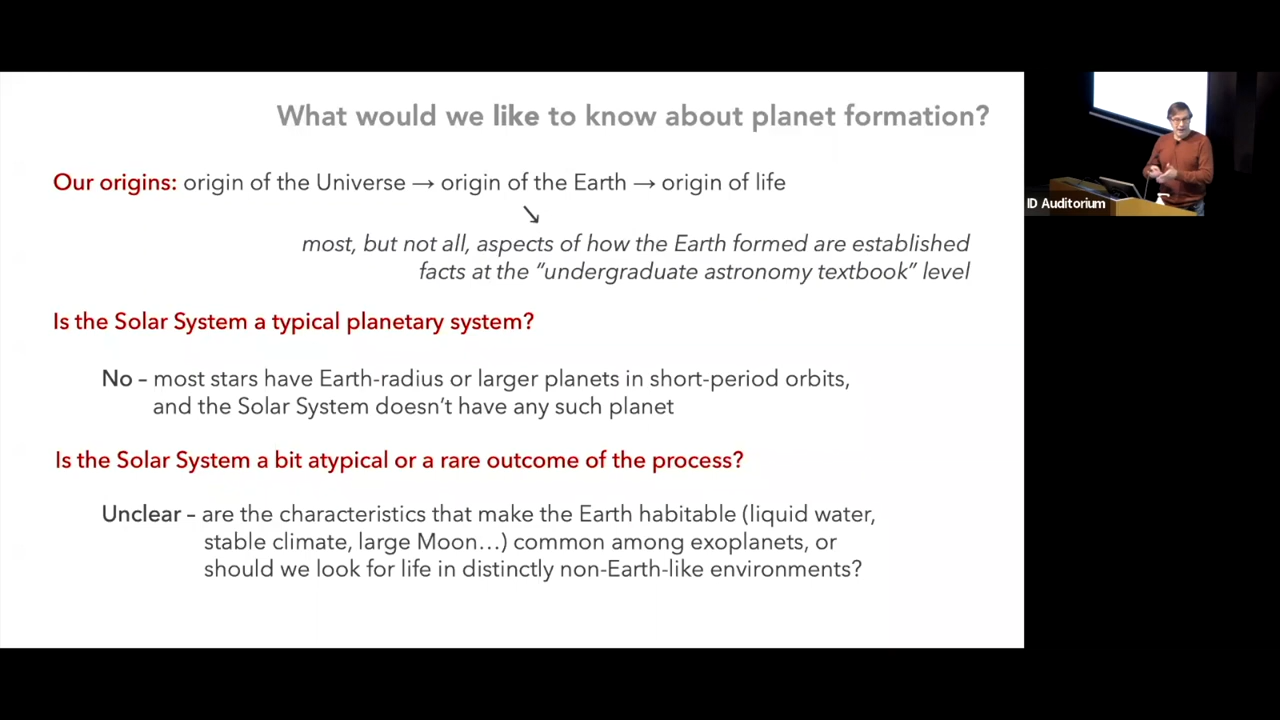 What would we like to know about planet formation?
Our origins: origin of the Universe → origin of the Earth → origin of life
↘
most, but not all, aspects of how the Earth formed are established
facts at the “undergraduate astronomy textbook” level
Is the Solar System a typical planetary system?
No – most stars have Earth-radius or larger planets in short-period orbits,
and the Solar System doesn’t have any such planet
Is the Solar System a bit atypical or a rare outcome of the process?
Unclear – are the characteristics that make the Earth habitable (liquid water,
stable climate, large Moon…) common among exoplanets, or
should we look for life in distinctly non-Earth-like environments?
ID Auditorium